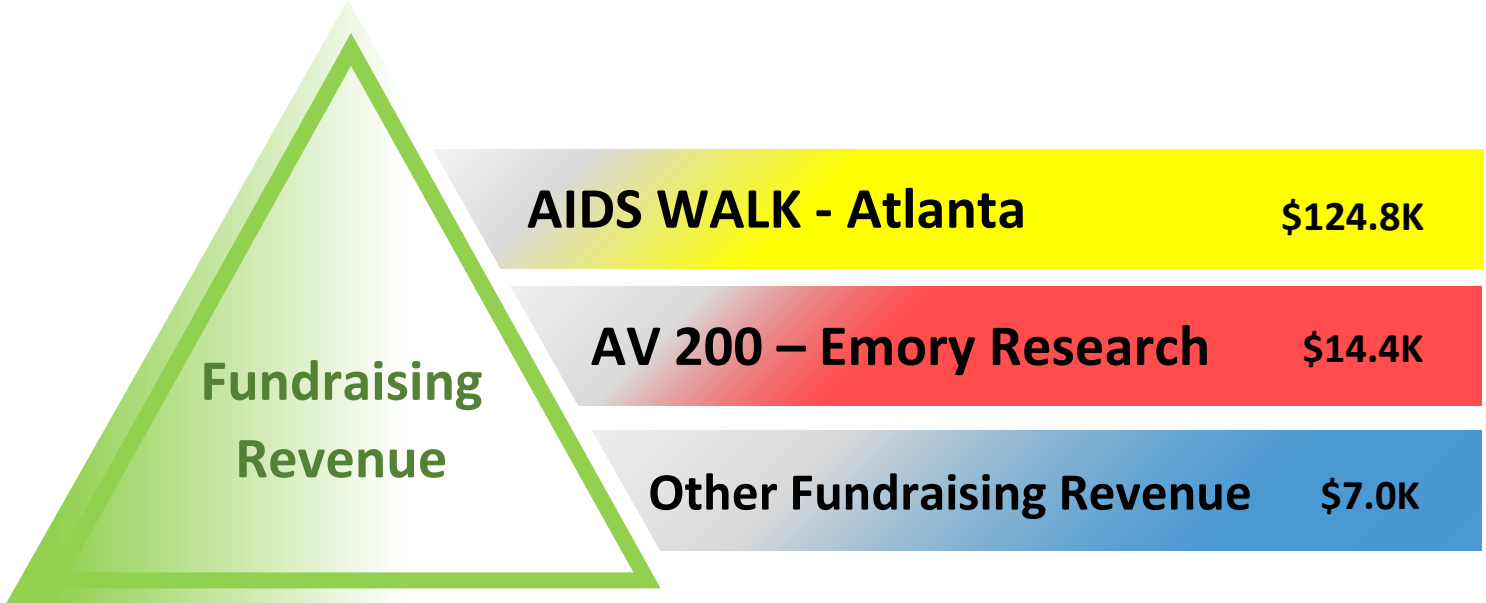 Fundraising
Revenue
AIDS WALK - Atlanta $124.8K
AV 200 – Emory Research $14.4K
Other Fundraising Revenue $7.0K